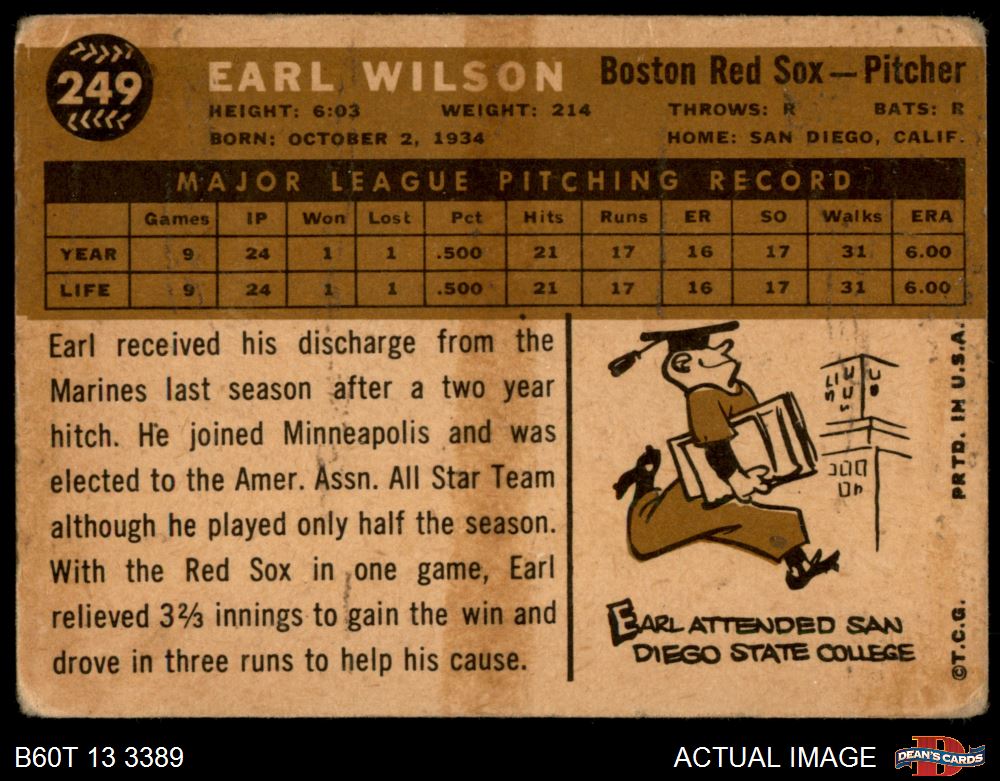 249
EARL WILSON
Boston Red Sox — Pitcher
HEIGHT: 6:03 WEIGHT: 214 THROWS: R BATS: R
BORN: OCTOBER 2, 1934 HOME: SAN DIEGO, CALIF.
MAJOR LEAGUE PITCHING RECORD
Games IP Won Lost Pct Hits Runs ER SO Walks ERA
YEAR 9 24 1 1 .500 21 17 16 17 31 6.00
LIFE 9 24 1 1 .500 21 17 16 17 31 6.00
Earl received his discharge from the
Marines last season after a two year
hitch. He joined Minneapolis and was
elected to the Amer. Assn. All Star Team
although he played only half the season.
With the Red Sox in one game, Earl
relieved 3⅔ innings to gain the win and
drove in three runs to help his cause.
EARL ATTENDED SAN
DIEGO STATE COLLEGE
©T.C.G. PRTD. IN U.S.A.
B60T 13 3389
ACTUAL IMAGE
DEAN'S CARDS